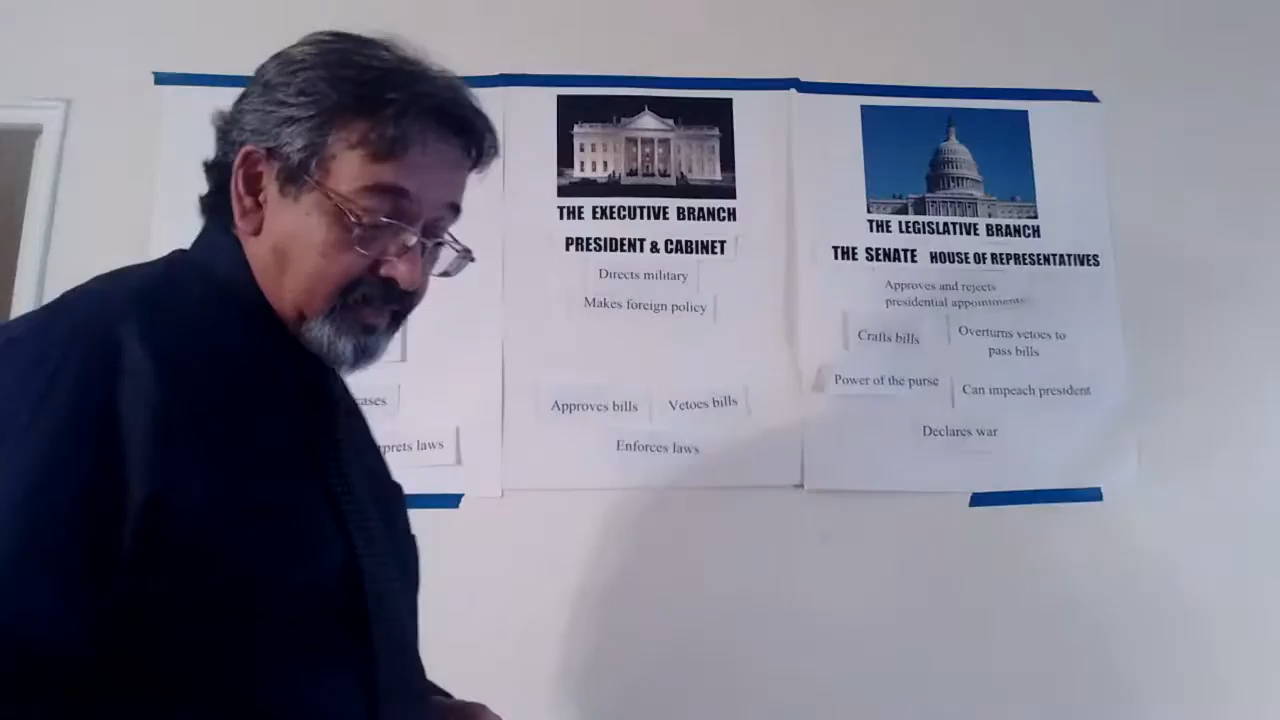 cases
prets laws
THE EXECUTIVE BRANCH
PRESIDENT & CABINET
Directs military
Makes foreign policy
Approves bills
Vetoes bills
Enforces laws
THE LEGISLATIVE BRANCH
THE SENATE HOUSE OF REPRESENTATIVES
Approves and rejects
presidential appointments
Crafts bills
Overturns vetoes to
pass bills
Power of the purse
Can impeach president
Declares war